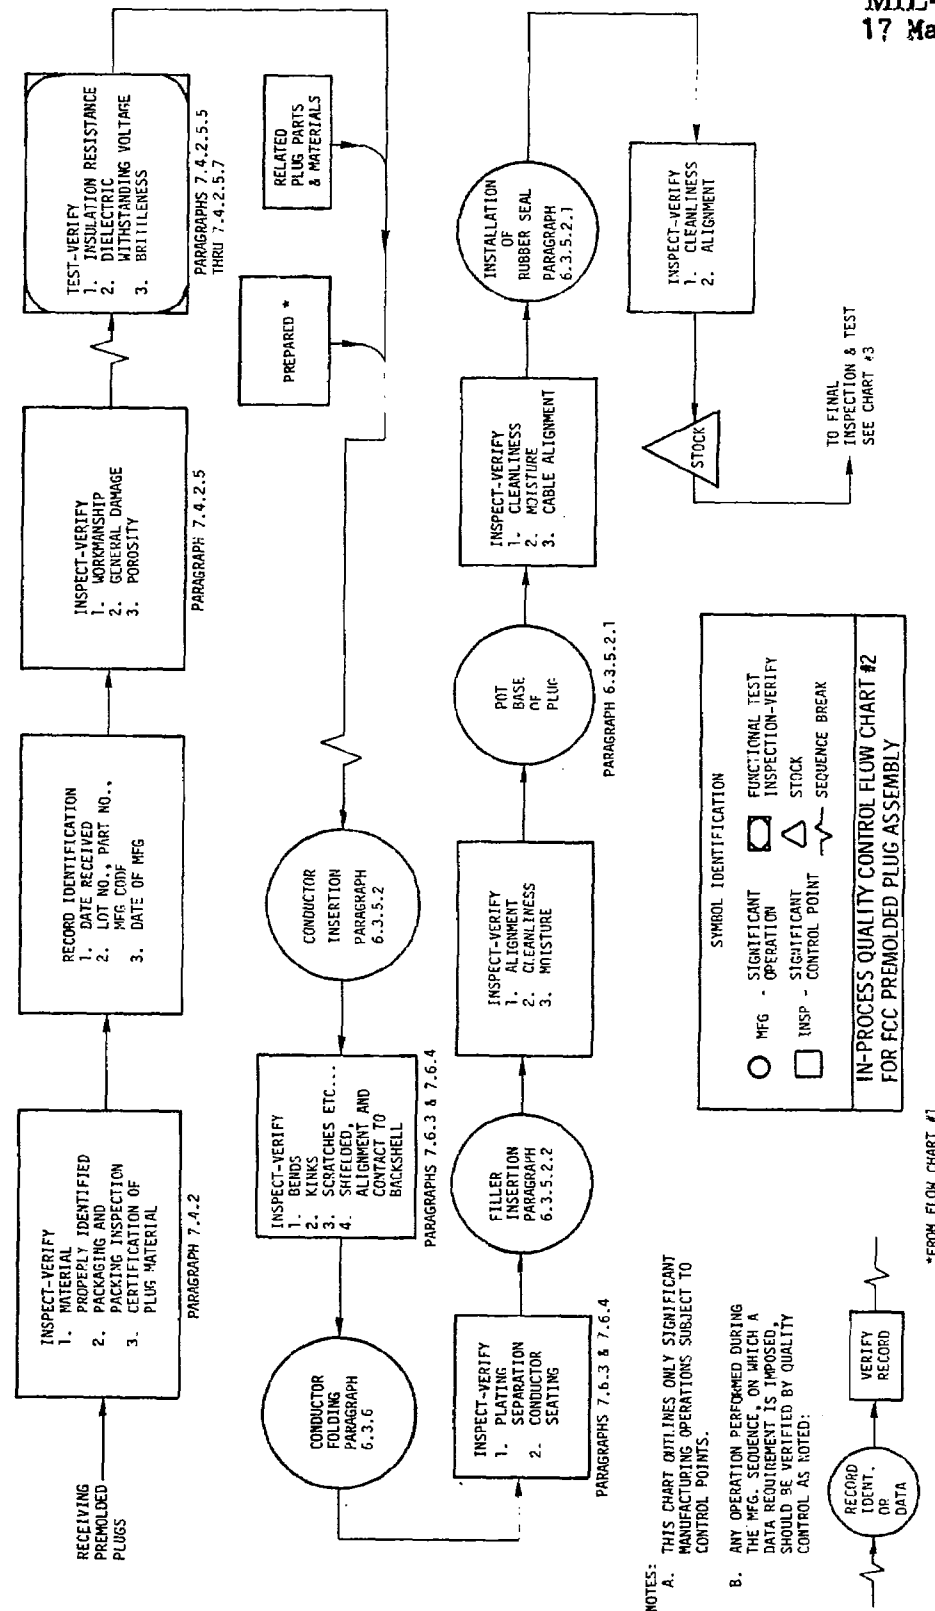 MIL-
17 Ma
RECEIVING
PREMOLDED
PLUGS
INSPECT-VERIFY
1. MATERIAL
PROPERLY IDENTIFIED
2. PACKAGING AND
PACKING INSPECTION
3. CERTIFICATION OF
PLUG MATERIAL
PARAGRAPH 7.4.2
RECORD IDENTIFICATION
1. DATE RECEIVED
2. LOT NO., PART NO.,
MFG CODE
3. DATE OF MFG
INSPECT-VERIFY
1. WORKMANSHIP
2. GENERAL DAMAGE
3. POROSITY
PARAGRAPH 7.4.2.5
TEST-VERIFY
1. INSULATION RESISTANCE
2. DIELECTRIC
WITHSTANDING VOLTAGE
3. BRITTLENESS
PARAGRAPHS 7.4.2.5.5
THRU 7.4.2.5.7
RELATED
PLUG PARTS
& MATERIALS
PREPARED *
CONDUCTOR
INSERTION
PARAGRAPH
6.3.5.2
INSPECT-VERIFY
1. BENDS
2. KINKS
3. SCRATCHES ETC...
4. SHIELDED,
ALIGNMENT AND
CONTACT TO
BACKSHELL
PARAGRAPHS 7.6.3 & 7.6.4
CONDUCTOR
FOLDING
PARAGRAPH
6.3.6
INSPECT-VERIFY
1. PLATING
SEPARATION
2. CONDUCTOR
SEATING
PARAGRAPHS 7.6.3 & 7.6.4
FILLER
INSERTION
PARAGRAPH
6.3.5.2.2
INSPECT-VERIFY
1. ALIGNMENT
2. CLEANLINESS
3. MOISTURE
POT
BASE
OF
PLUG
PARAGRAPH 6.3.5.2.1
INSPECT-VERIFY
1. CLEANLINESS
2. MOISTURE
3. CABLE ALIGNMENT
INSTALLATION
OF
RUBBER SEAL
PARAGRAPH
6.3.5.2.1
INSPECT-VERIFY
1. CLEANLINESS
2. ALIGNMENT
STOCK
TO FINAL
INSPECTION & TEST
SEE CHART #3
NOTES:
A. THIS CHART OUTLINES ONLY SIGNIFICANT
MANUFACTURING OPERATIONS SUBJECT TO
CONTROL POINTS.
B. ANY OPERATION PERFORMED DURING
THE MFG. SEQUENCE, ON WHICH A
DATA REQUIREMENT IS IMPOSED,
SHOULD BE VERIFIED BY QUALITY
CONTROL AS NOTED:
RECORD
IDENT.
OR
DATA
VERIFY
RECORD
*FROM FLOW CHART #1
SYMBOL IDENTIFICATION
MFG - SIGNIFICANT
OPERATION
FUNCTIONAL TEST
INSPECTION-VERIFY
INSP - SIGNIFICANT
CONTROL POINT
STOCK
SEQUENCE BREAK
IN-PROCESS QUALITY CONTROL FLOW CHART #2
FOR FCC PREMOLDED PLUG ASSEMBLY